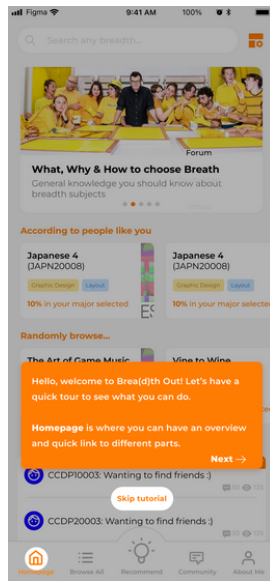 Figma 9:41 AM 100%
Search any breadth...
Forum
What, Why & How to choose Breath
General knowledge you should know about
breadth subjects
According to people like you
Japanese 4
(JAPN20008)
Graphic Design Layout
10% in your major selected
Japanese 4
(JAPN20008)
Graphic Design Layout
10% in your major selecte
Randomly browse...
The Art of Game Music
Vine to Wine
Hello, welcome to Brea(d)th Out! Let's have a
quick tour to see what you can do.
Homepage is where you can have an overview
and quick link to different parts.
Next →
CCDP10003: Wanting to find friends :)
Skip tutorial
CCDP20003: Wanting to find friends :)
Homepage Browse All Recommend Community About Me